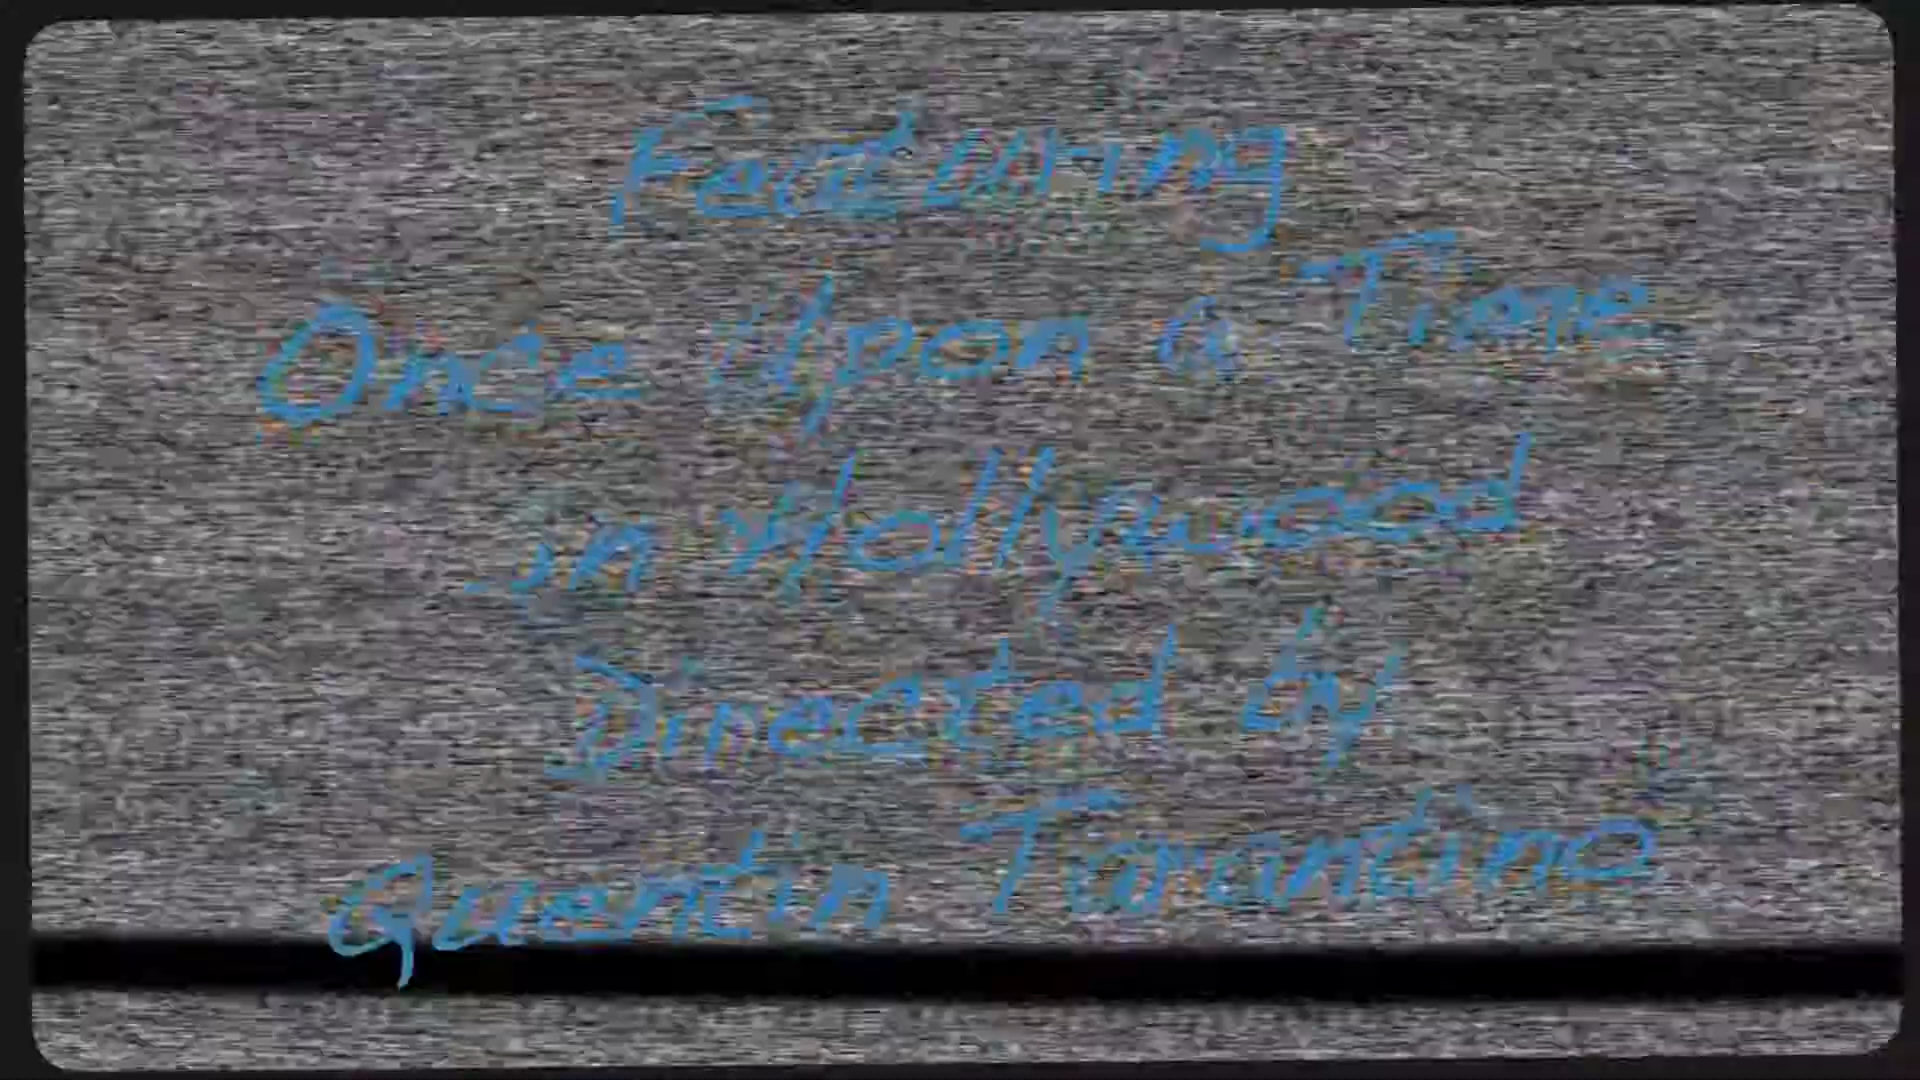 Featuring
Once Upon a Time
in Hollywood
Directed by
Quentin Tarantino